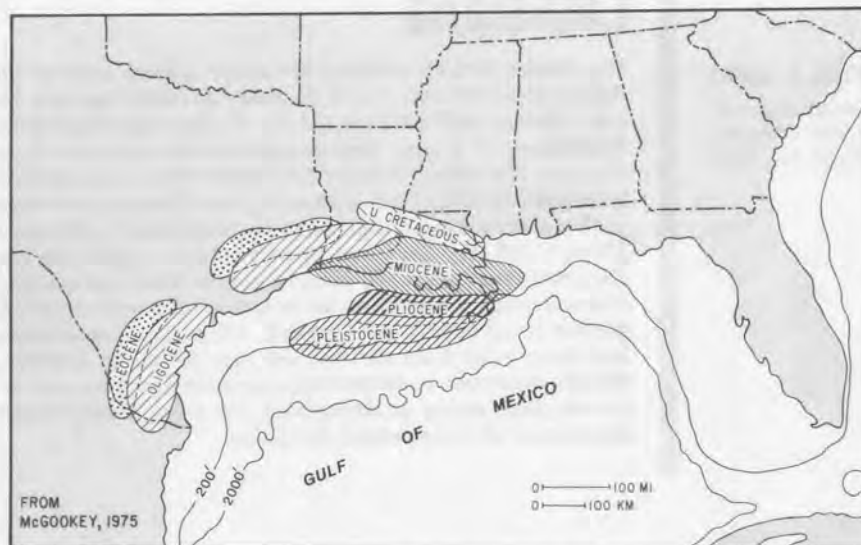 U CRETACEOUS
MIOCENE
PLIOCENE
PLEISTOCENE
EOCENE
OLIGOCENE
200'
2000'
GULF OF MEXICO
0 100 MI.
0 100 KM.
FROM
McGOOKEY, 1975